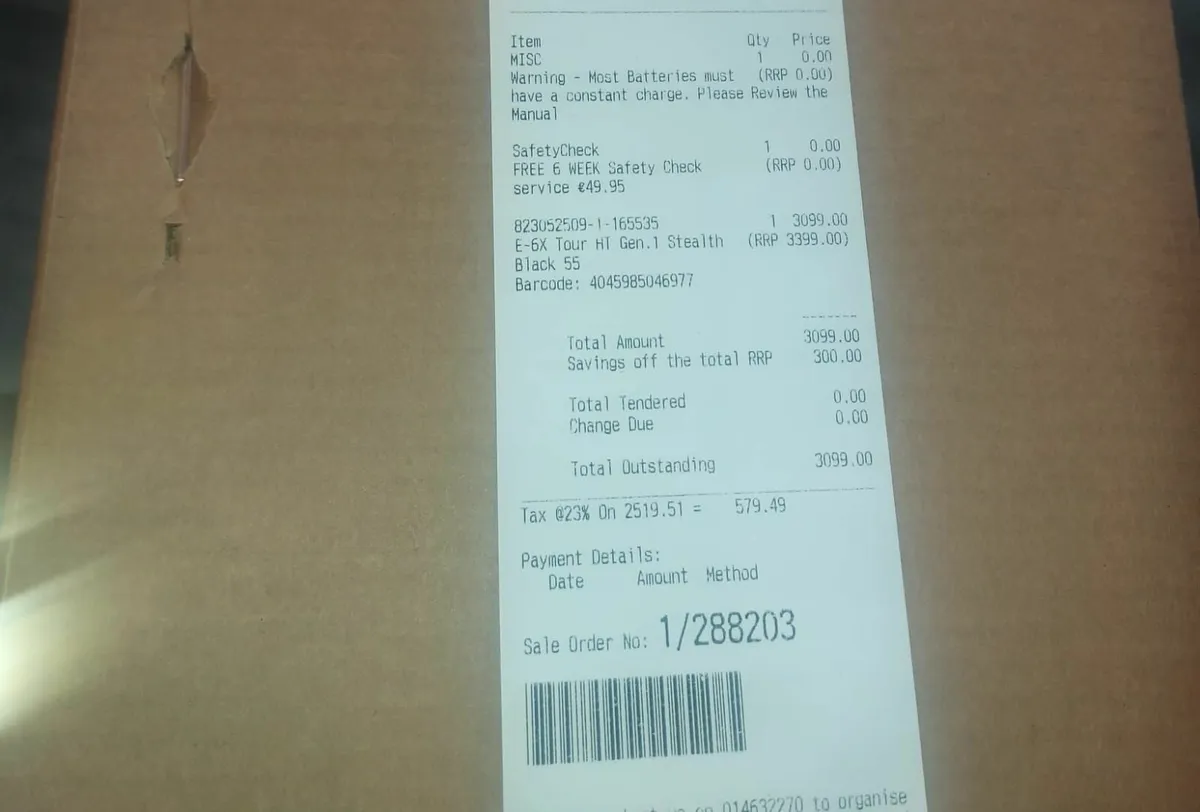 Item Qty Price
MISC 1 0.00
Warning - Most Batteries must (RRP 0.00)
have a constant charge. Please Review the
Manual
SafetyCheck 1 0.00
FREE 6 WEEK Safety Check (RRP 0.00)
service €49.95
823052509-1-165535 1 3099.00
E-6X Tour HT Gen.1 Stealth (RRP 3399.00)
Black 55
Barcode: 4045985046977
Total Amount 3099.00
Savings off the total RRP 300.00
Total Tendered 0.00
Change Due 0.00
Total Outstanding 3099.00
Tax @23% On 2519.51 = 579.49
Payment Details:
Date Amount Method
Sale Order No: 1/288203
on 014632270 to organise